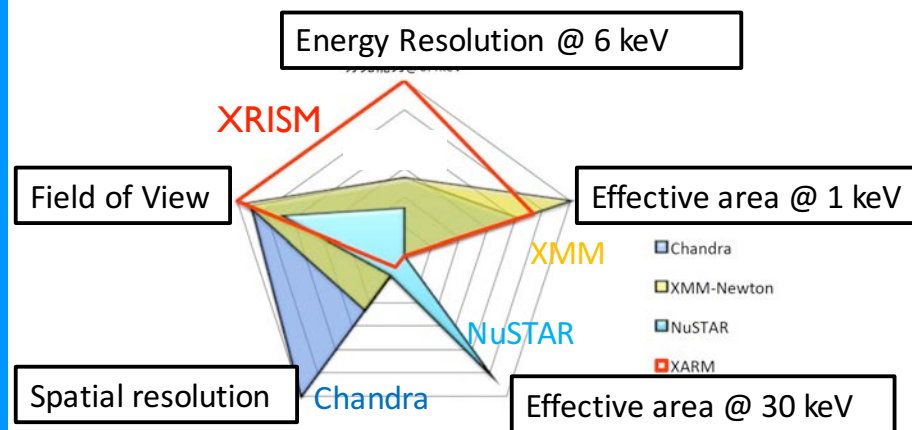 Energy Resolution @ 6 keV
XRISM
Field of View
Effective area @ 1 keV
XMM
Chandra
XMM-Newton
NuSTAR
NuSTAR
XARM
Spatial resolution
Chandra
Effective area @ 30 keV